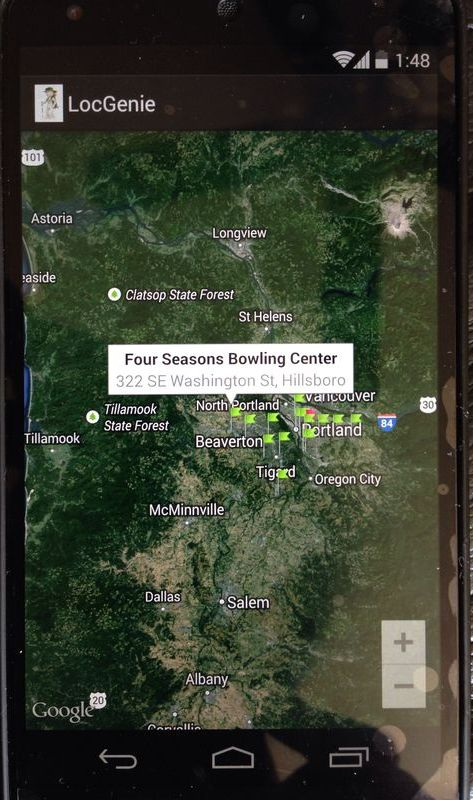 1:48
LocGenie
101
Astoria
Longview
easide
Clatsop State Forest
St Helens
Four Seasons Bowling Center
322 SE Washington St, Hillsboro
Vancouver
North Portland
30
Tillamook
State Forest
84
Portland
Tillamook
Beaverton
Tigard
Oregon City
McMinnville
Dallas
Salem
+
−
Albany
20
Google
Corvallis